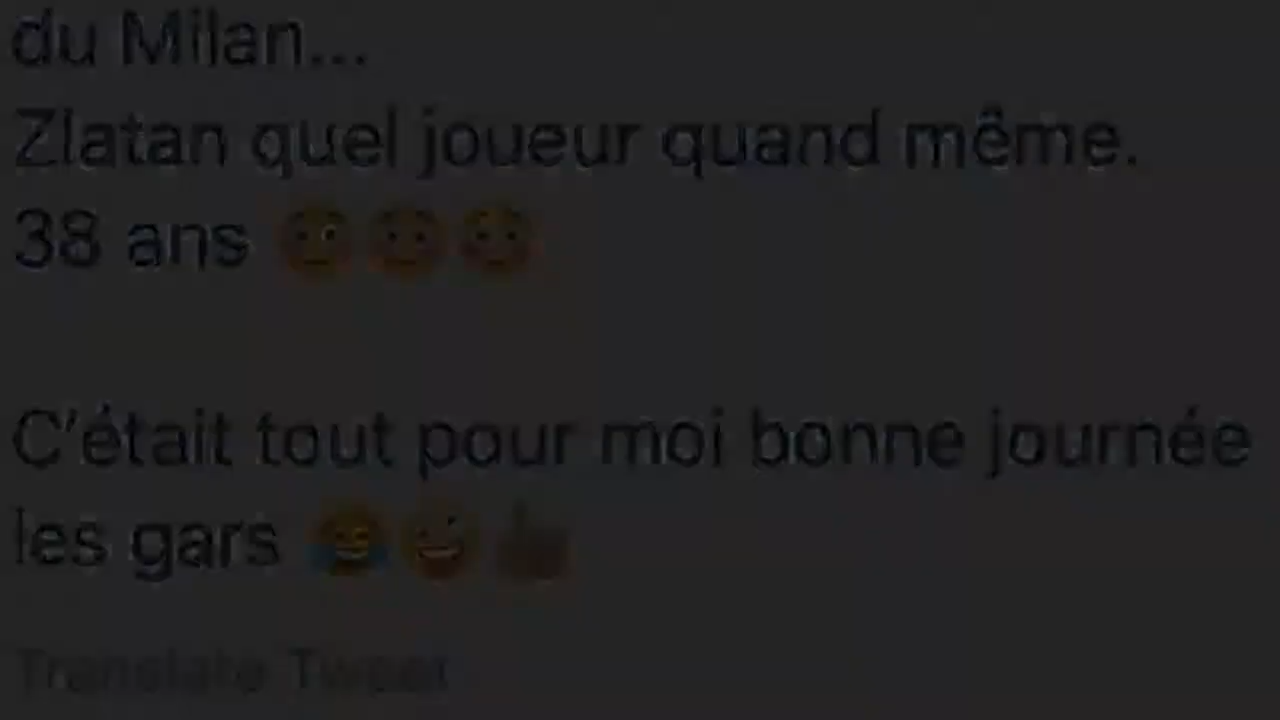 du Milan...
Zlatan quel joueur quand même.
38 ans 😳😳😳
C'était tout pour moi bonne journée
les gars 😂😅👍🏽
Translate Tweet